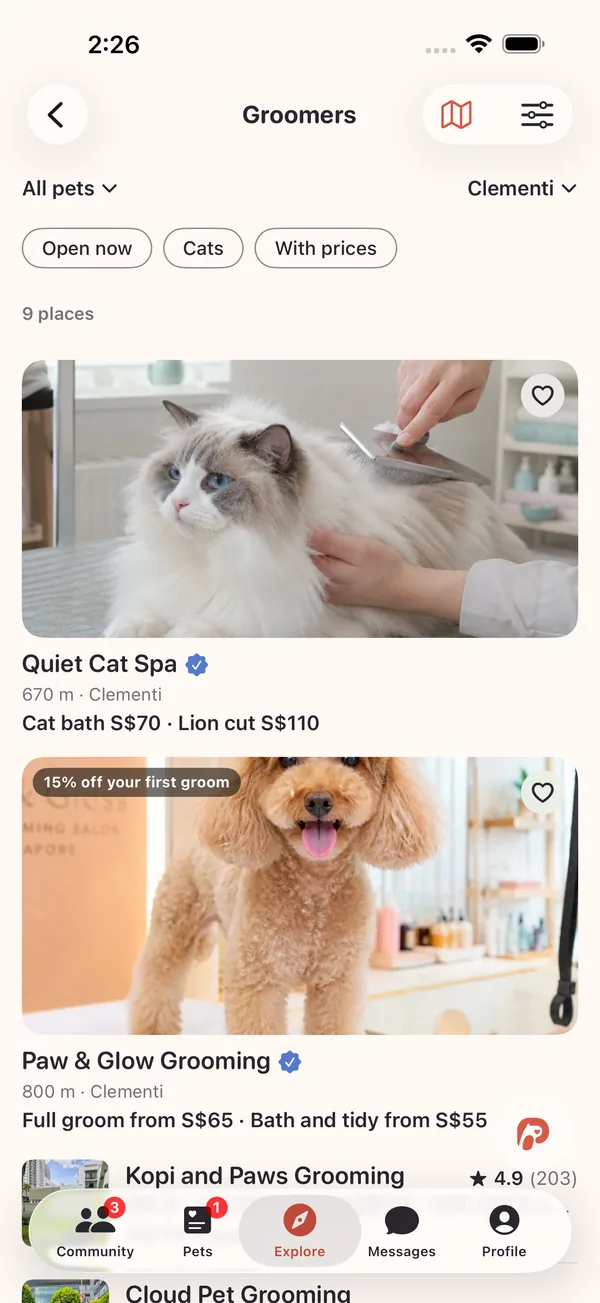 2:26
Groomers
All pets
Clementi
Open now
Cats
With prices
9 places
Quiet Cat Spa
670 m · Clementi
Cat bath S$70 · Lion cut S$110
15% off your first groom
MING SALON
APORE
Paw & Glow Grooming
800 m · Clementi
Full groom from S$65 · Bath and tidy from S$55
Kopi and Paws Grooming
★ 4.9 (203)
3
1
Community
Pets
Explore
Messages
Profile
Cloud Pet Grooming